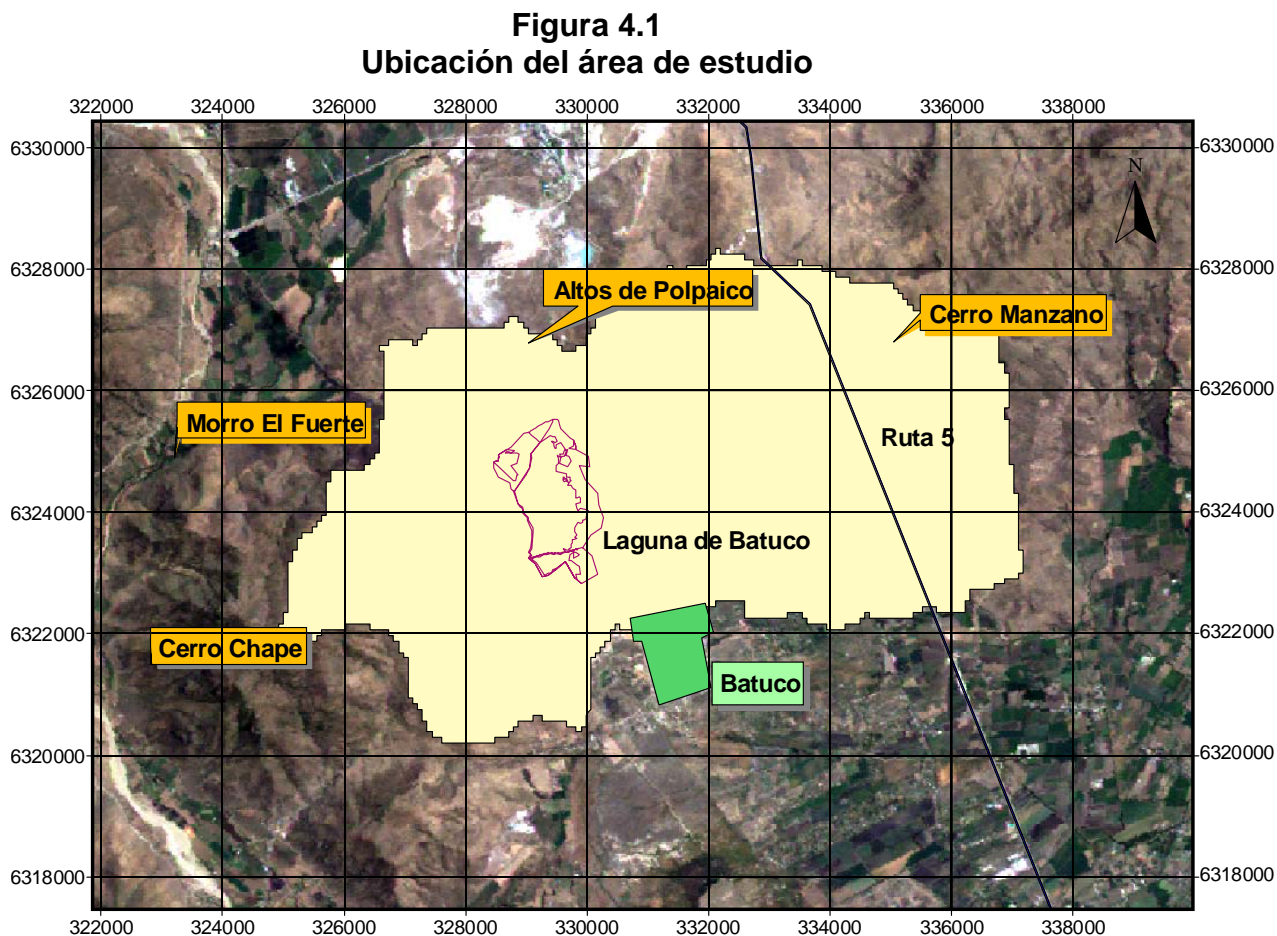 Figura 4.1
Ubicación del área de estudio
322000 324000 326000 328000 330000 332000 334000 336000 338000
6330000 6330000
N
6328000 6328000
Altos de Polpaico
Cerro Manzano
6326000 6326000
Morro El Fuerte
Ruta 5
6324000 6324000
Laguna de Batuco
6322000 6322000
Cerro Chape
Batuco
6320000 6320000
6318000 6318000
322000 324000 326000 328000 330000 332000 334000 336000 338000